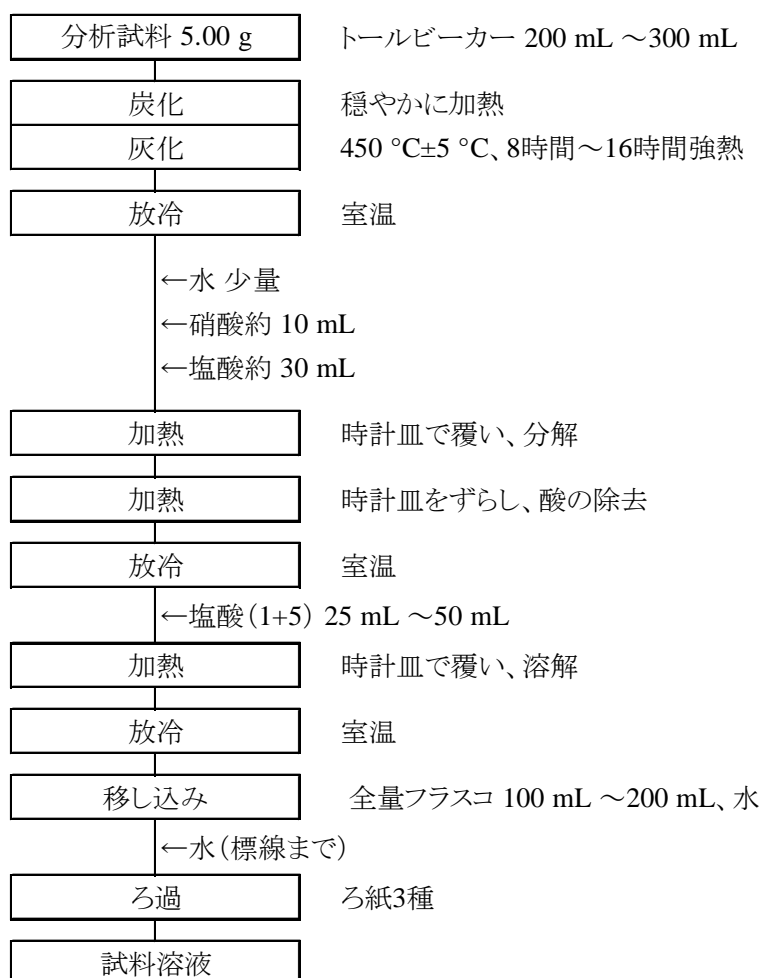 分析試料 5.00 g トールビーカー 200 mL ～300 mL
炭化 穏やかに加熱
灰化 450 °C±5 °C、8時間～16時間強熱
放冷 室温
←水 少量
←硝酸約 10 mL
←塩酸約 30 mL
加熱 時計皿で覆い、分解
加熱 時計皿をずらし、酸の除去
放冷 室温
←塩酸（1+5） 25 mL ～50 mL
加熱 時計皿で覆い、溶解
放冷 室温
移し込み 全量フラスコ 100 mL ～200 mL、水
←水（標線まで）
ろ過 ろ紙3種
試料溶液